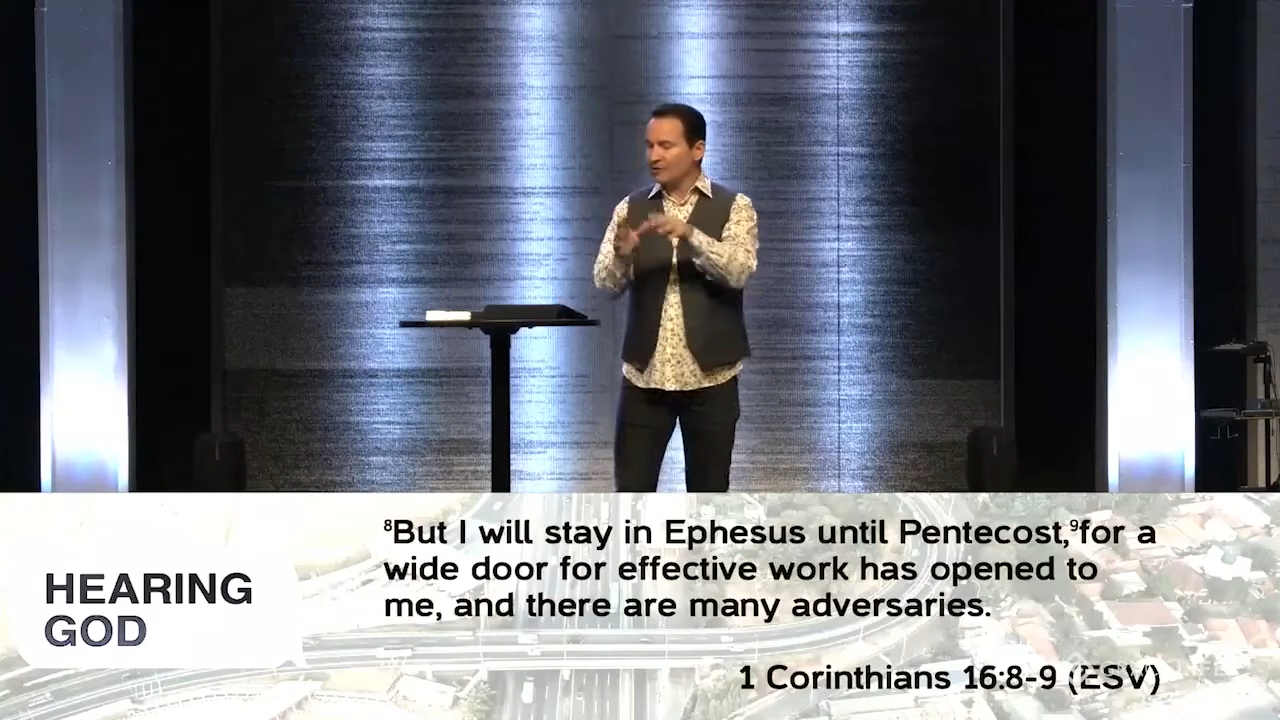 HEARING
GOD
⁸But I will stay in Ephesus until Pentecost,⁹for a
wide door for effective work has opened to
me, and there are many adversaries.
1 Corinthians 16:8-9 (ESV)